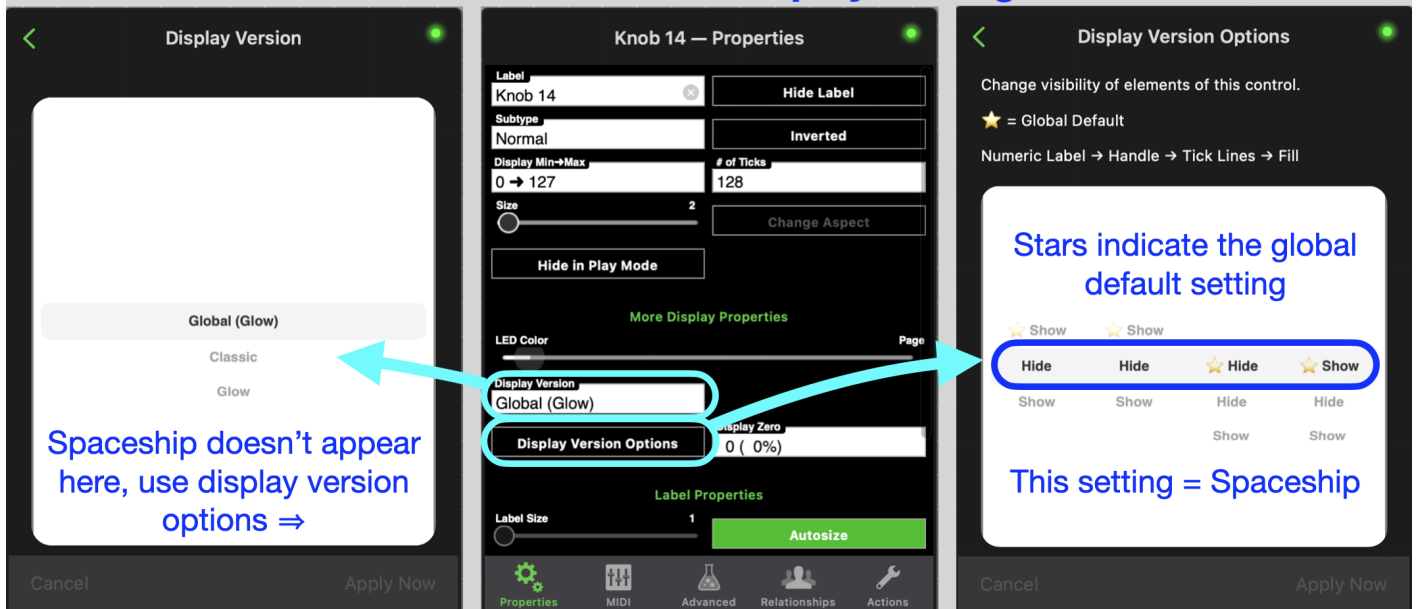 Display Version
Global (Glow)
Classic
Glow
Spaceship doesn’t appear
here, use display version
options ⇒
Cancel
Apply Now
Knob 14 — Properties
Label
Knob 14
Hide Label
Subtype
Normal
Inverted
Display Min→Max
0 ➔ 127
# of Ticks
128
Size
2
Change Aspect
Hide in Play Mode
More Display Properties
LED Color
Page
Display Version
Global (Glow)
Display Version Options
Display Zero
0 ( 0%)
Label Properties
Label Size
1
Autosize
Properties
MIDI
Advanced
Relationships
Actions
Display Version Options
Change visibility of elements of this control.
⭐ = Global Default
Numeric Label → Handle → Tick Lines → Fill
Stars indicate the global
default setting
⭐ Show ⭐ Show
Hide Hide ⭐ Hide ⭐ Show
Show Show Hide Hide
Show Show
This setting = Spaceship
Cancel
Apply Now